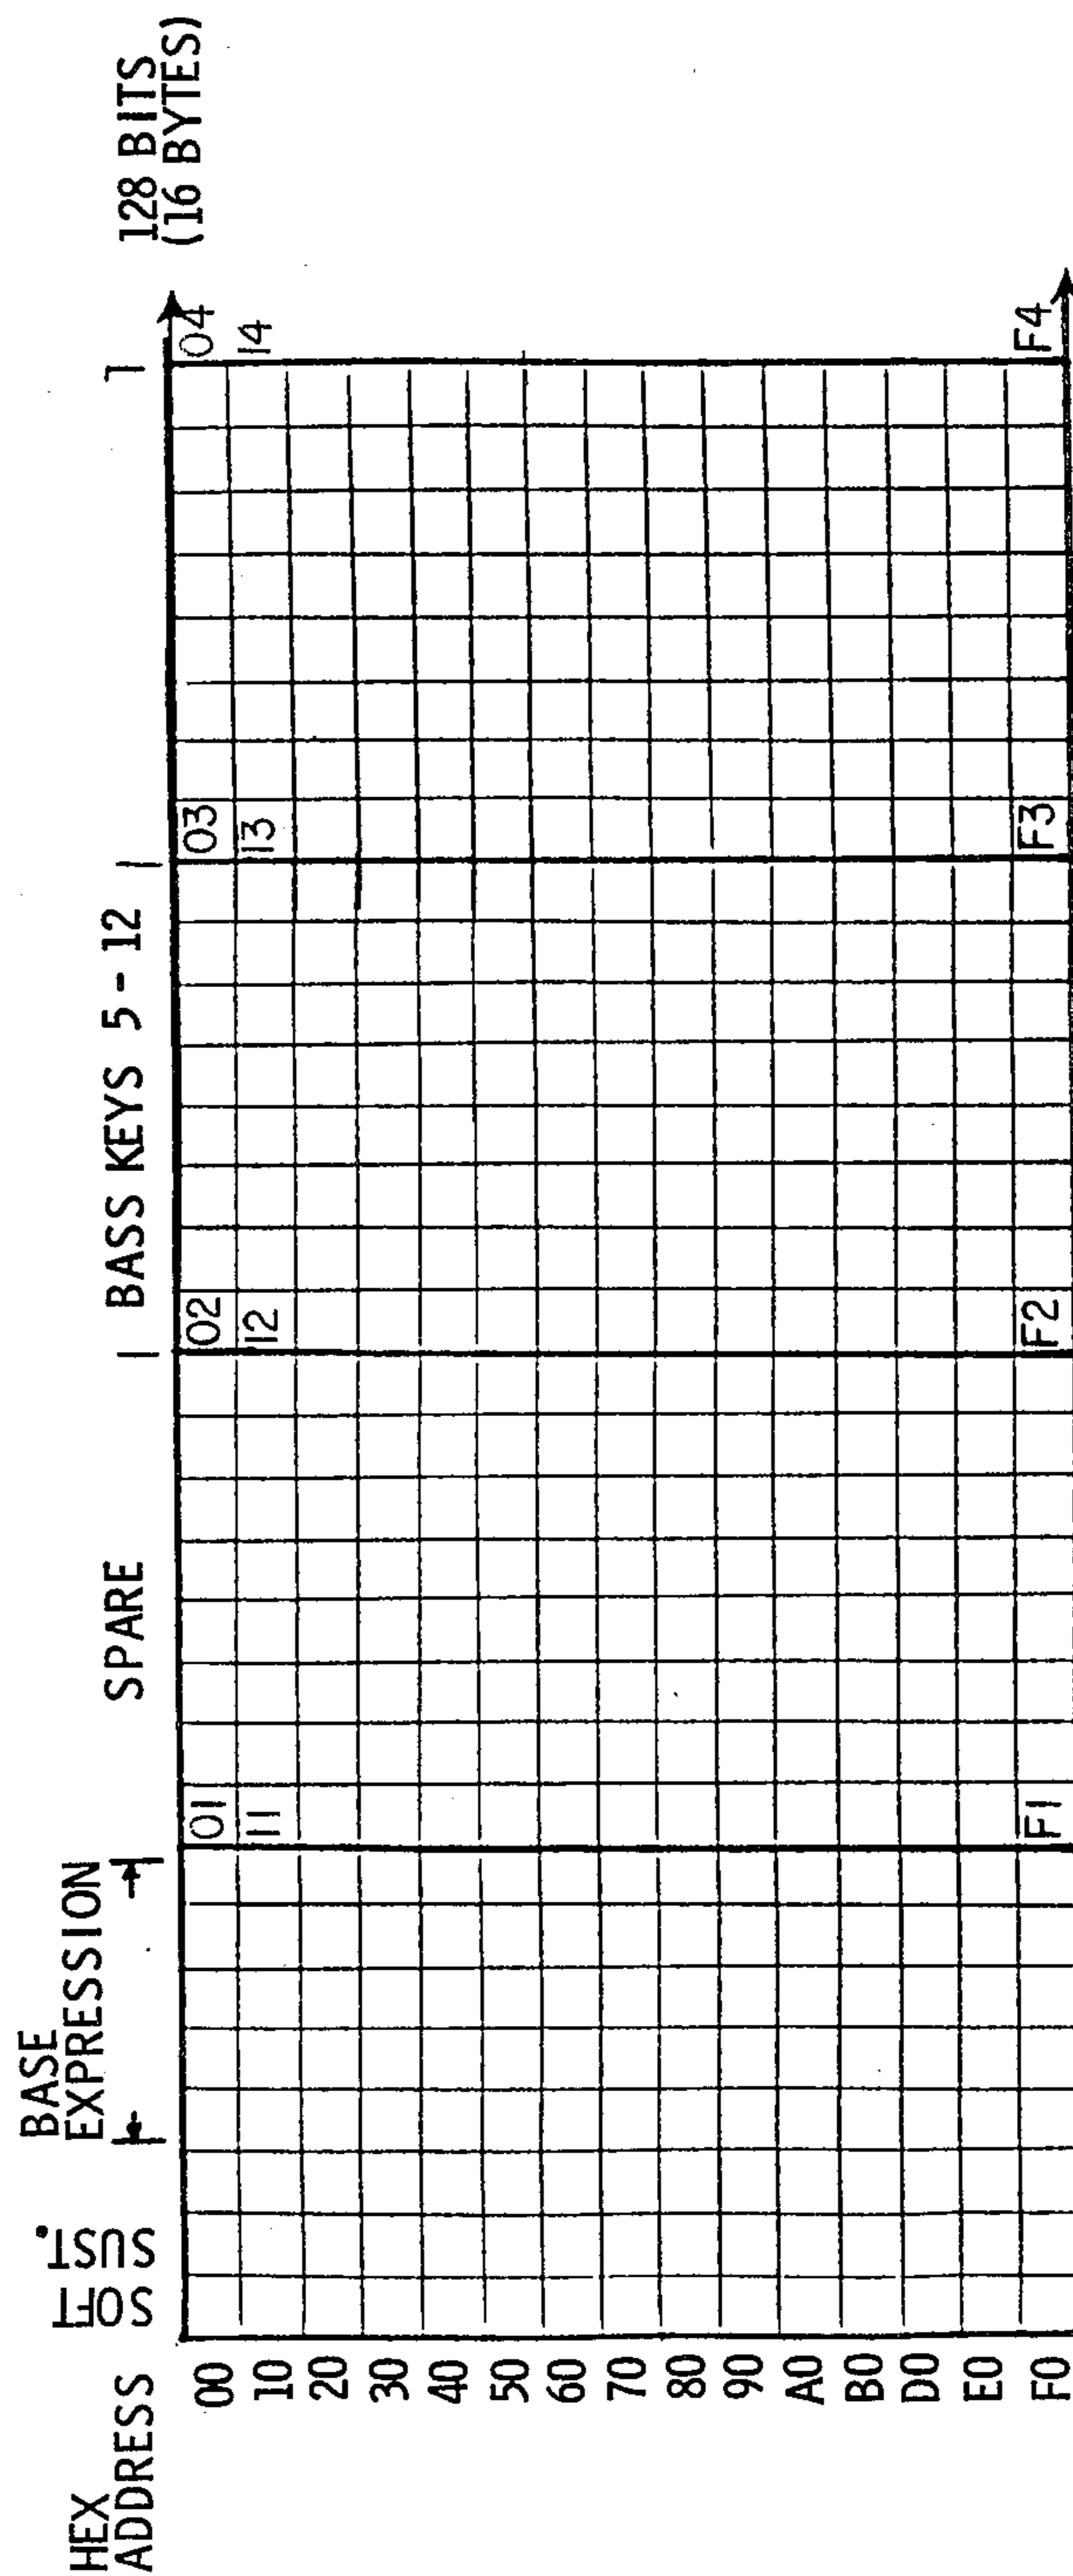 HEX
ADDRESS
SOFT
SUST.
BASE
EXPRESSION
SPARE
BASS KEYS 5-12
128 BITS
(16 BYTES)
00 01 02 03 04
10 11 12 13 14
20
30
40
50
60
70
80
90
A0
B0
D0
E0
F0 F1 F2 F3 F4